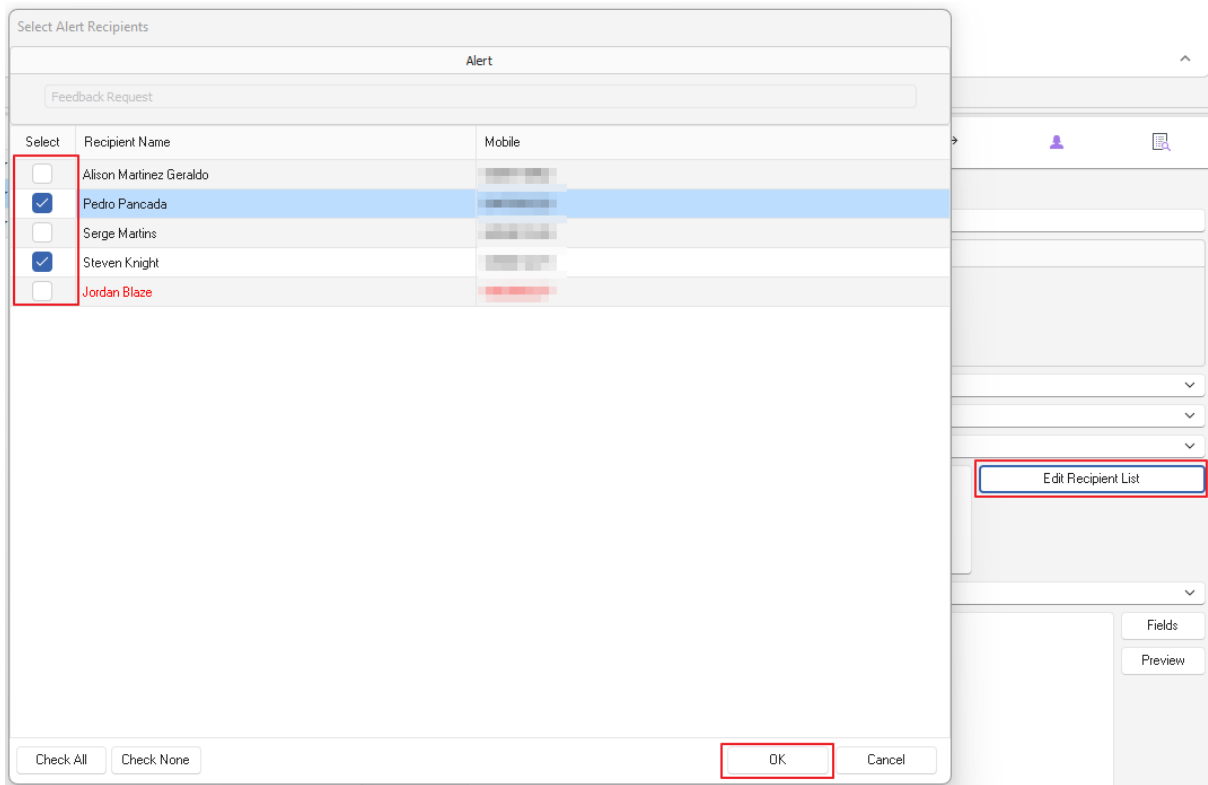 Select Alert Recipients
Alert
Feedback Request
Select Recipient Name Mobile
Alison Martinez Geraldo
Pedro Pancada
Serge Martins
Steven Knight
Jordan Blaze
Edit Recipient List
Fields
Preview
Check All Check None OK Cancel